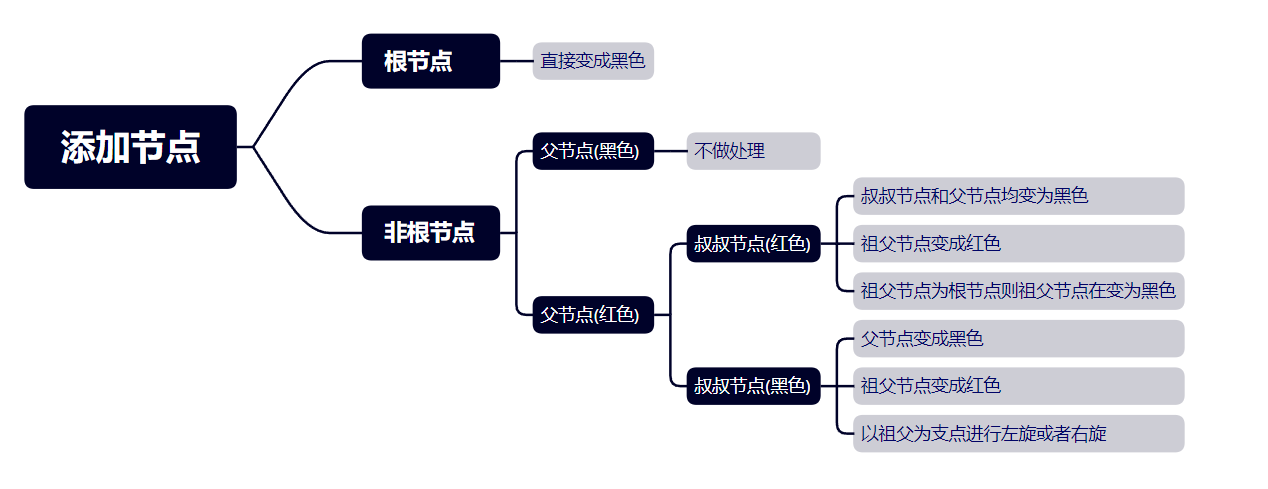 添加节点
根节点
直接变成黑色
非根节点
父节点(黑色)
不做处理
父节点(红色)
叔叔节点(红色)
叔叔节点和父节点均变为黑色
祖父节点变成红色
祖父节点为根节点则祖父节点在变为黑色
叔叔节点(黑色)
父节点变成黑色
祖父节点变成红色
以祖父为支点进行左旋或者右旋